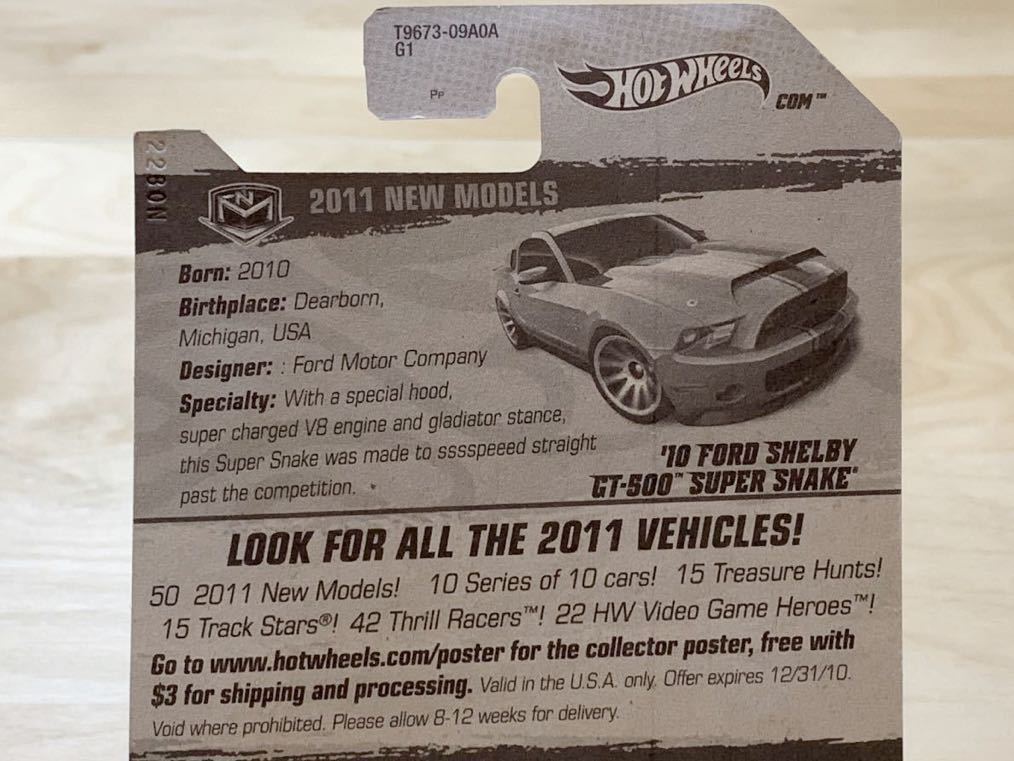 T9673-09A0A
G1
PP
HOT WHEELS
.COM™
22BON
NM
2011 NEW MODELS
Born: 2010
Birthplace: Dearborn,
Michigan, USA
Designer: : Ford Motor Company
Specialty: With a special hood,
super charged V8 engine and gladiator stance,
this Super Snake was made to sssspeeed straight
past the competition.
'10 FORD SHELBY
GT-500™ SUPER SNAKE®
LOOK FOR ALL THE 2011 VEHICLES!
50 2011 New Models! 10 Series of 10 cars! 15 Treasure Hunts!
15 Track Stars®! 42 Thrill Racers™! 22 HW Video Game Heroes™!
Go to www.hotwheels.com/poster for the collector poster, free with
$3 for shipping and processing. Valid in the U.S.A. only. Offer expires 12/31/10.
Void where prohibited. Please allow 8-12 weeks for delivery.